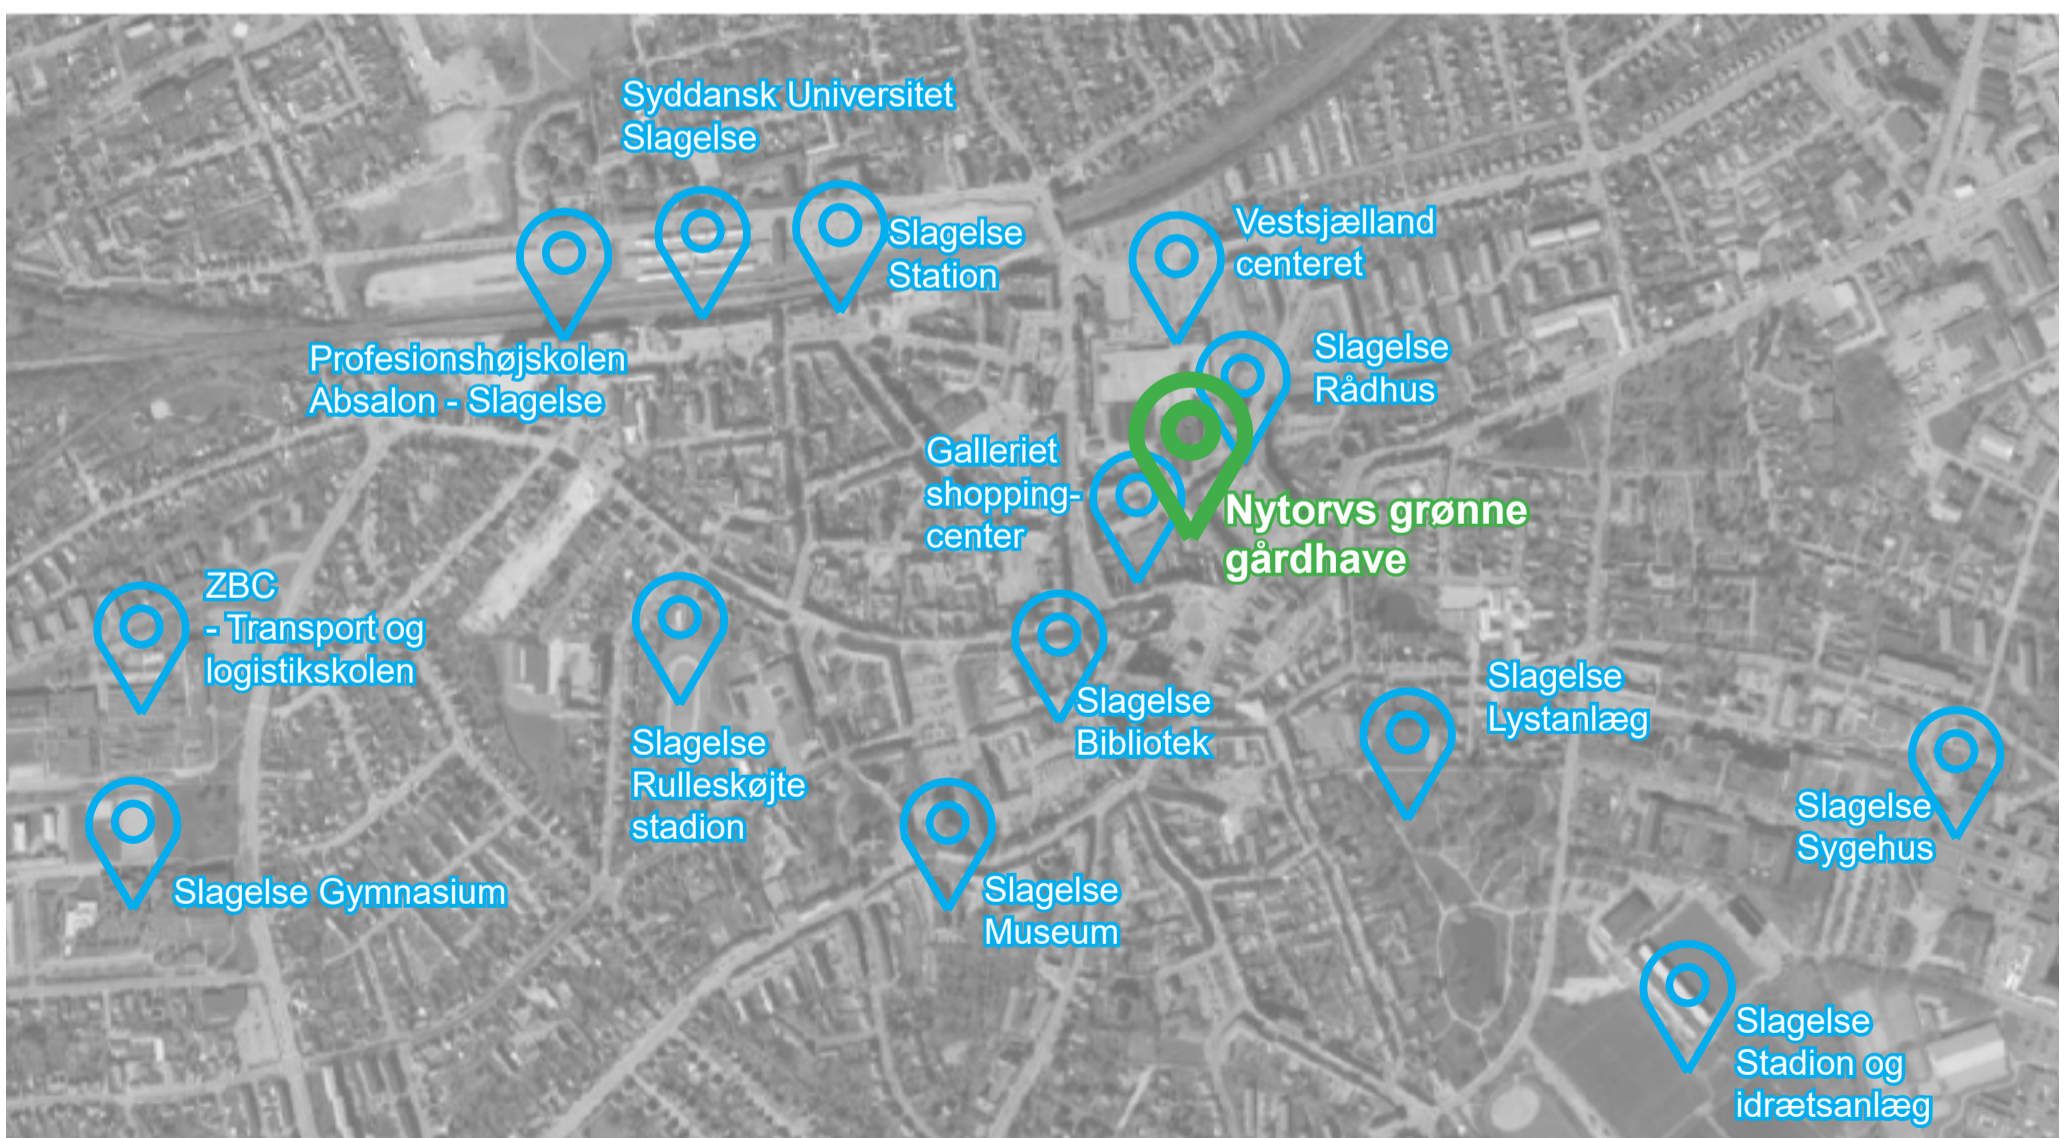 Syddansk Universitet
Slagelse
Slagelse
Station
Vestsjælland
centeret
Profesionshøjskolen
Absalon - Slagelse
Slagelse
Rådhus
Galleriet
shopping-
center
Nytorvs grønne
gårdhave
ZBC
- Transport og
logistikskolen
Slagelse
Rulleskøjte
stadion
Slagelse
Bibliotek
Slagelse
Lystanlæg
Slagelse
Sygehus
Slagelse Gymnasium
Slagelse
Museum
Slagelse
Stadion og
idrætsanlæg